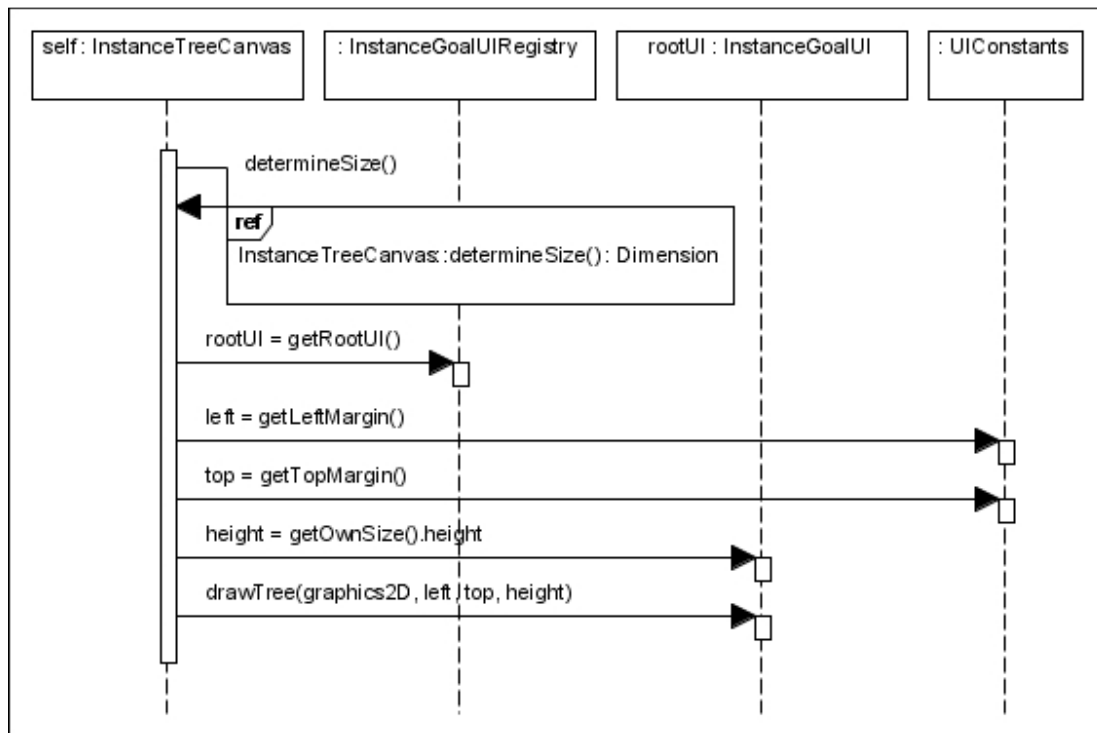 self : InstanceTreeCanvas
: InstanceGoalUIRegistry
rootUI : InstanceGoalUI
: UIConstants
determineSize()
ref
InstanceTreeCanvas::determineSize() : Dimension
rootUI = getRootUI()
left = getLeftMargin()
top = getTopMargin()
height = getOwnSize().height
drawTree(graphics2D, left, top, height)